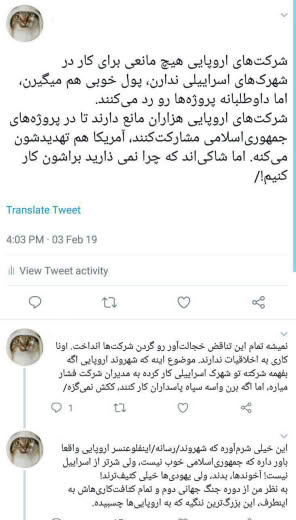 شرکت‌های اروپایی هیچ مانعی برای کار در
شهرک‌های اسراییلی ندارن، پول خوبی هم میگیرن،
اما داوطلبانه پروژه‌ها رو رد می‌کنند.
شرکت‌های اروپایی هزاران مانع دارند تا در پروژه‌های
جمهوری‌اسلامی مشارکت‌کنند، آمریکا هم تهدیدشون
می‌کنه. اما شاکی‌اند که چرا نمی ذارید براشون کار
کنیم!/
Translate Tweet
4:03 PM · 03 Feb 19
View Tweet activity
نمیشه تمام این تناقض خجالت‌آور رو گردن شرکت‌ها انداخت. اونا
کاری به اخلاقیات ندارند. موضوع اینه که شهروند اروپایی اگه
بفهمه شرکته تو شهرک اسراییلی کار کرده به مدیران شرکت فشار
میاره، اما اگه برن واسه سپاه پاسداران کار کنند، ککش نمی‌گزه/
1
این خیلی شرم‌آوره که شهروند/رسانه/اینفلوعنسر اروپایی واقعا
باور داره که جمهوری‌اسلامی خوب نیست، ولی شرتر از اسراییل
نیست! آخوندها، بدند، ولی یهودی‌ها خیلی کثیف‌ترند!
به نظر من از دوره جنگ جهانی دوم و تمام کثافت‌کاری‌هاش به
اینطرف، این بزرگ‌ترین ننگیه که به اروپایی‌ها چسبیده.